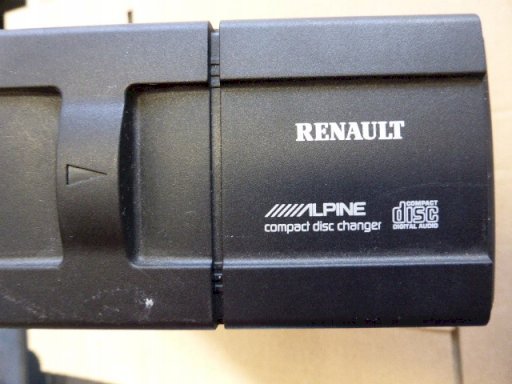 RENAULT
ALPINE
compact disc changer
COMPACT
disc
DIGITAL AUDIO